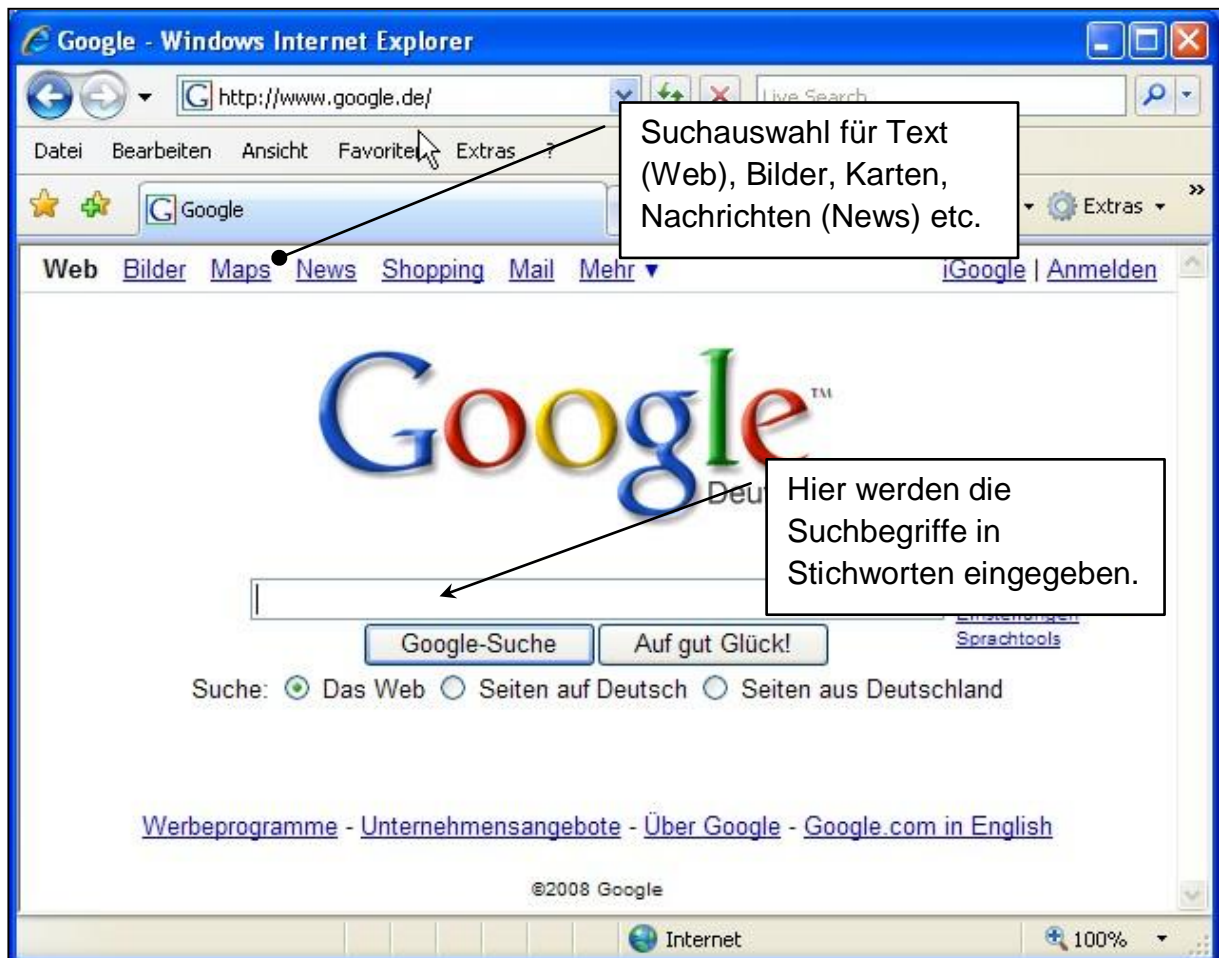 Google - Windows Internet Explorer
http://www.google.de/
Live Search
Datei Bearbeiten Ansicht Favoriten Extras ?
Google
Extras
Suchauswahl für Text
(Web), Bilder, Karten,
Nachrichten (News) etc.
Web Bilder Maps News Shopping Mail Mehr ▼ iGoogle | Anmelden
Google™
Hier werden die
Suchbegriffe in
Stichworten eingegeben.
Einstellungen
Google-Suche Auf gut Glück! Sprachtools
Suche: Das Web Seiten auf Deutsch Seiten aus Deutschland
Werbeprogramme - Unternehmensangebote - Über Google - Google.com in English
©2008 Google
Internet 100%